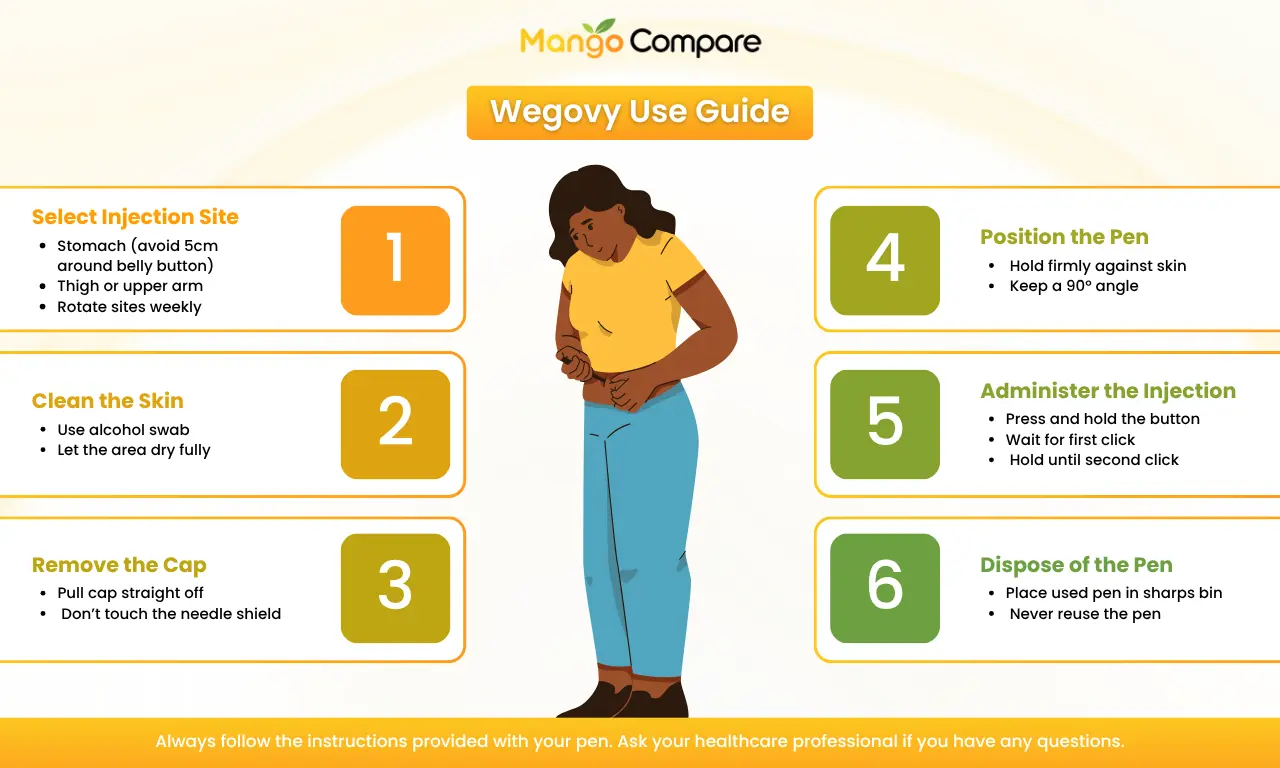 Mango Compare
Wegovy Use Guide
Select Injection Site
• Stomach (avoid 5cm
around belly button)
• Thigh or upper arm
• Rotate sites weekly
1
Clean the Skin
• Use alcohol swab
• Let the area dry fully
2
Remove the Cap
• Pull cap straight off
• Don’t touch the needle shield
3
4
Position the Pen
• Hold firmly against skin
• Keep a 90° angle
5
Administer the Injection
• Press and hold the button
• Wait for first click
• Hold until second click
6
Dispose of the Pen
• Place used pen in sharps bin
• Never reuse the pen
Always follow the instructions provided with your pen. Ask your healthcare professional if you have any questions.